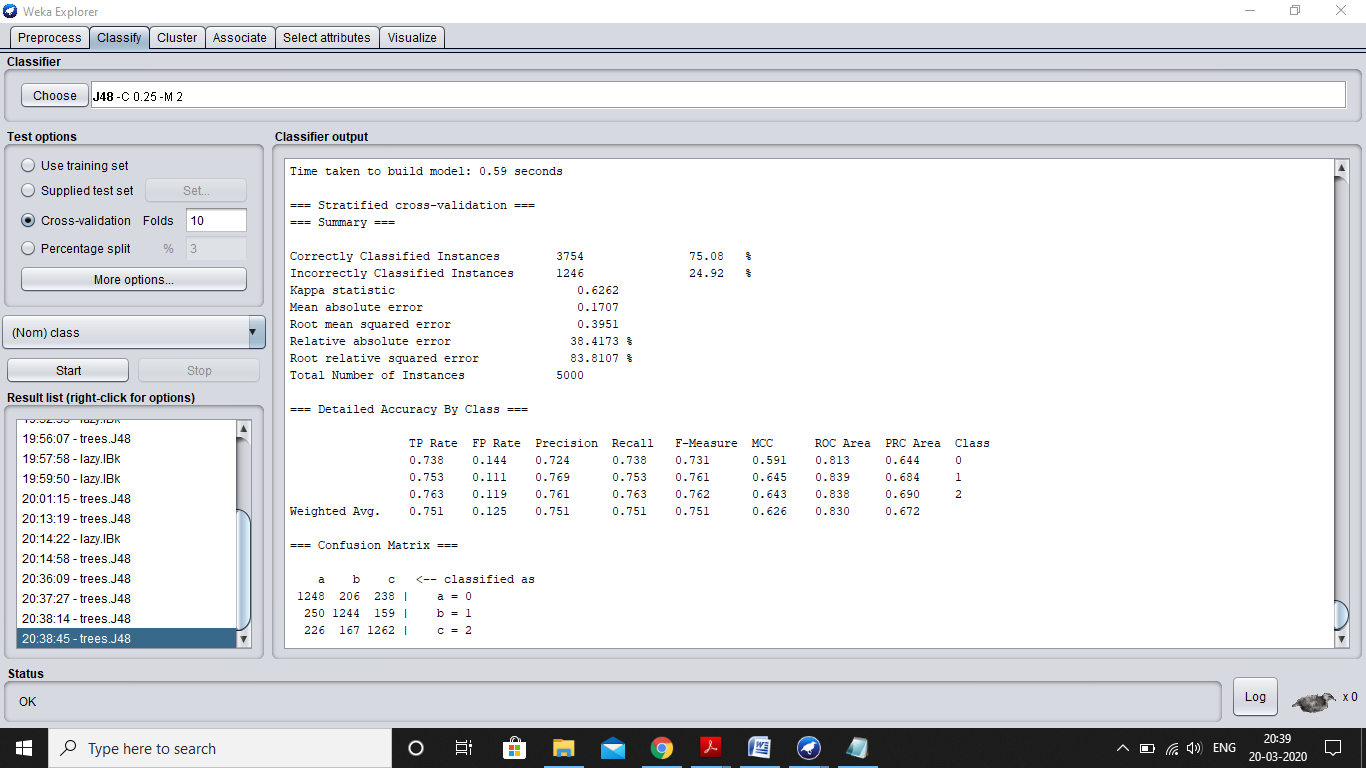 Weka Explorer
Preprocess Classify Cluster Associate Select attributes Visualize
Classifier
Choose J48 -C 0.25 -M 2
Test options
Use training set
Supplied test set Set...
Cross-validation Folds 10
Percentage split % 3
More options...
(Nom) class
Start Stop
Result list (right-click for options)
19:56:07 - trees.J48
19:57:58 - lazy.IBk
19:59:50 - lazy.IBk
20:01:15 - trees.J48
20:13:19 - trees.J48
20:14:22 - lazy.IBk
20:14:58 - trees.J48
20:36:09 - trees.J48
20:37:27 - trees.J48
20:38:14 - trees.J48
20:38:45 - trees.J48
Classifier output
Time taken to build model: 0.59 seconds
=== Stratified cross-validation ===
=== Summary ===
Correctly Classified Instances 3754 75.08 %
Incorrectly Classified Instances 1246 24.92 %
Kappa statistic 0.6262
Mean absolute error 0.1707
Root mean squared error 0.3951
Relative absolute error 38.4173 %
Root relative squared error 83.8107 %
Total Number of Instances 5000
=== Detailed Accuracy By Class ===
TP Rate FP Rate Precision Recall F-Measure MCC ROC Area PRC Area Class
0.738 0.144 0.724 0.738 0.731 0.591 0.813 0.644 0
0.753 0.111 0.769 0.753 0.761 0.645 0.839 0.684 1
0.763 0.119 0.761 0.763 0.762 0.643 0.838 0.690 2
Weighted Avg. 0.751 0.125 0.751 0.751 0.751 0.626 0.830 0.672
=== Confusion Matrix ===
a b c <-- classified as
1248 206 238 | a = 0
250 1244 159 | b = 1
226 167 1262 | c = 2
Status
OK
Log x 0
Type here to search
ENG
20:39
20-03-2020